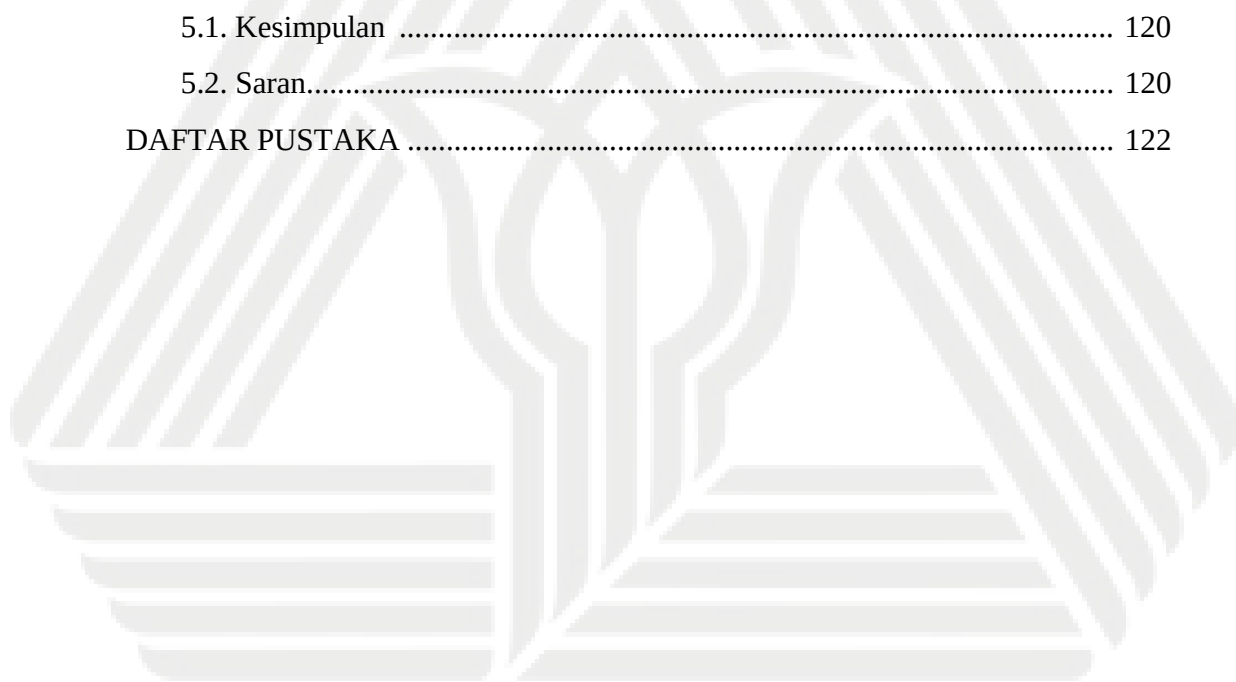 5.1. Kesimpulan ........................................................................................... 120
5.2. Saran....................................................................................................... 120
DAFTAR PUSTAKA .......................................................................................... 122